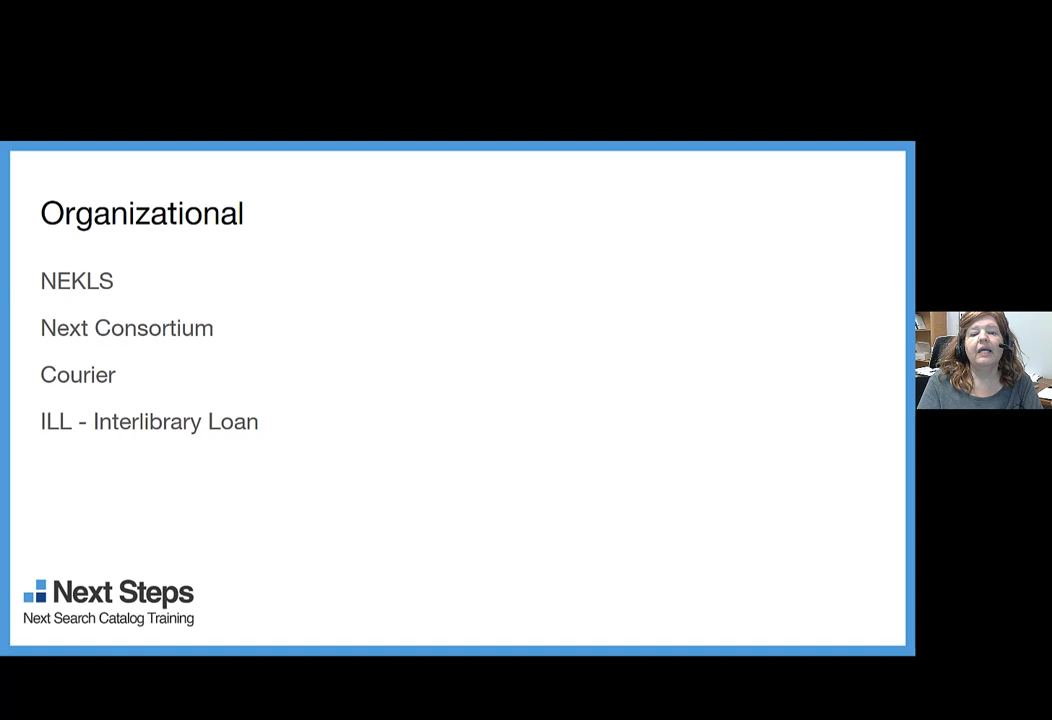 Organizational
NEKLS
Next Consortium
Courier
ILL - Interlibrary Loan
Next Steps
Next Search Catalog Training